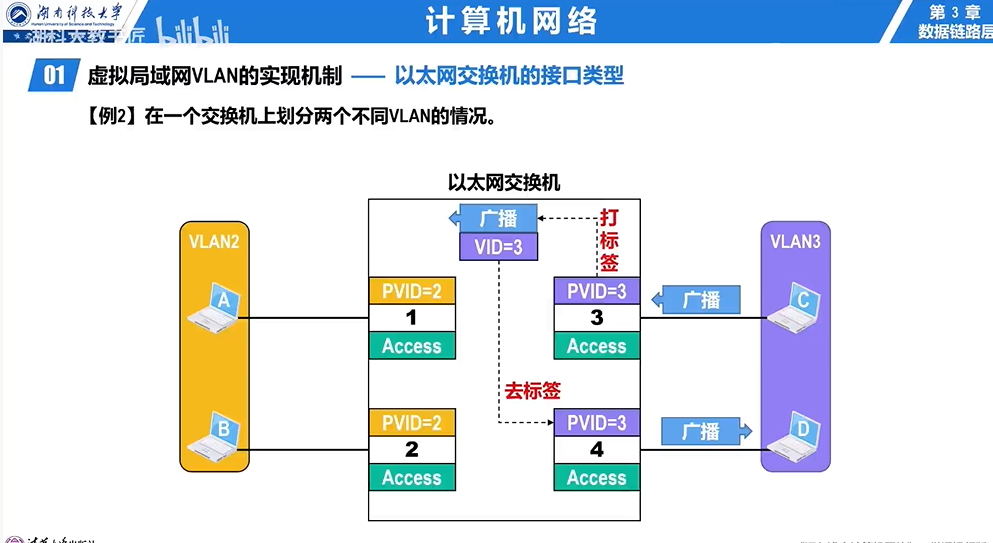 湖南科技大学
Hunan University of Science and Technology
湖科大教书匠
bilibili
计算机网络
第 3 章
数据链路层
01 虚拟局域网VLAN的实现机制 —— 以太网交换机的接口类型
【例2】在一个交换机上划分两个不同VLAN的情况。
以太网交换机
广播
VID=3
打标签
VLAN2
VLAN3
A
PVID=2
1
Access
PVID=3
3
Access
广播
C
去标签
B
PVID=2
2
Access
PVID=3
4
Access
广播
D